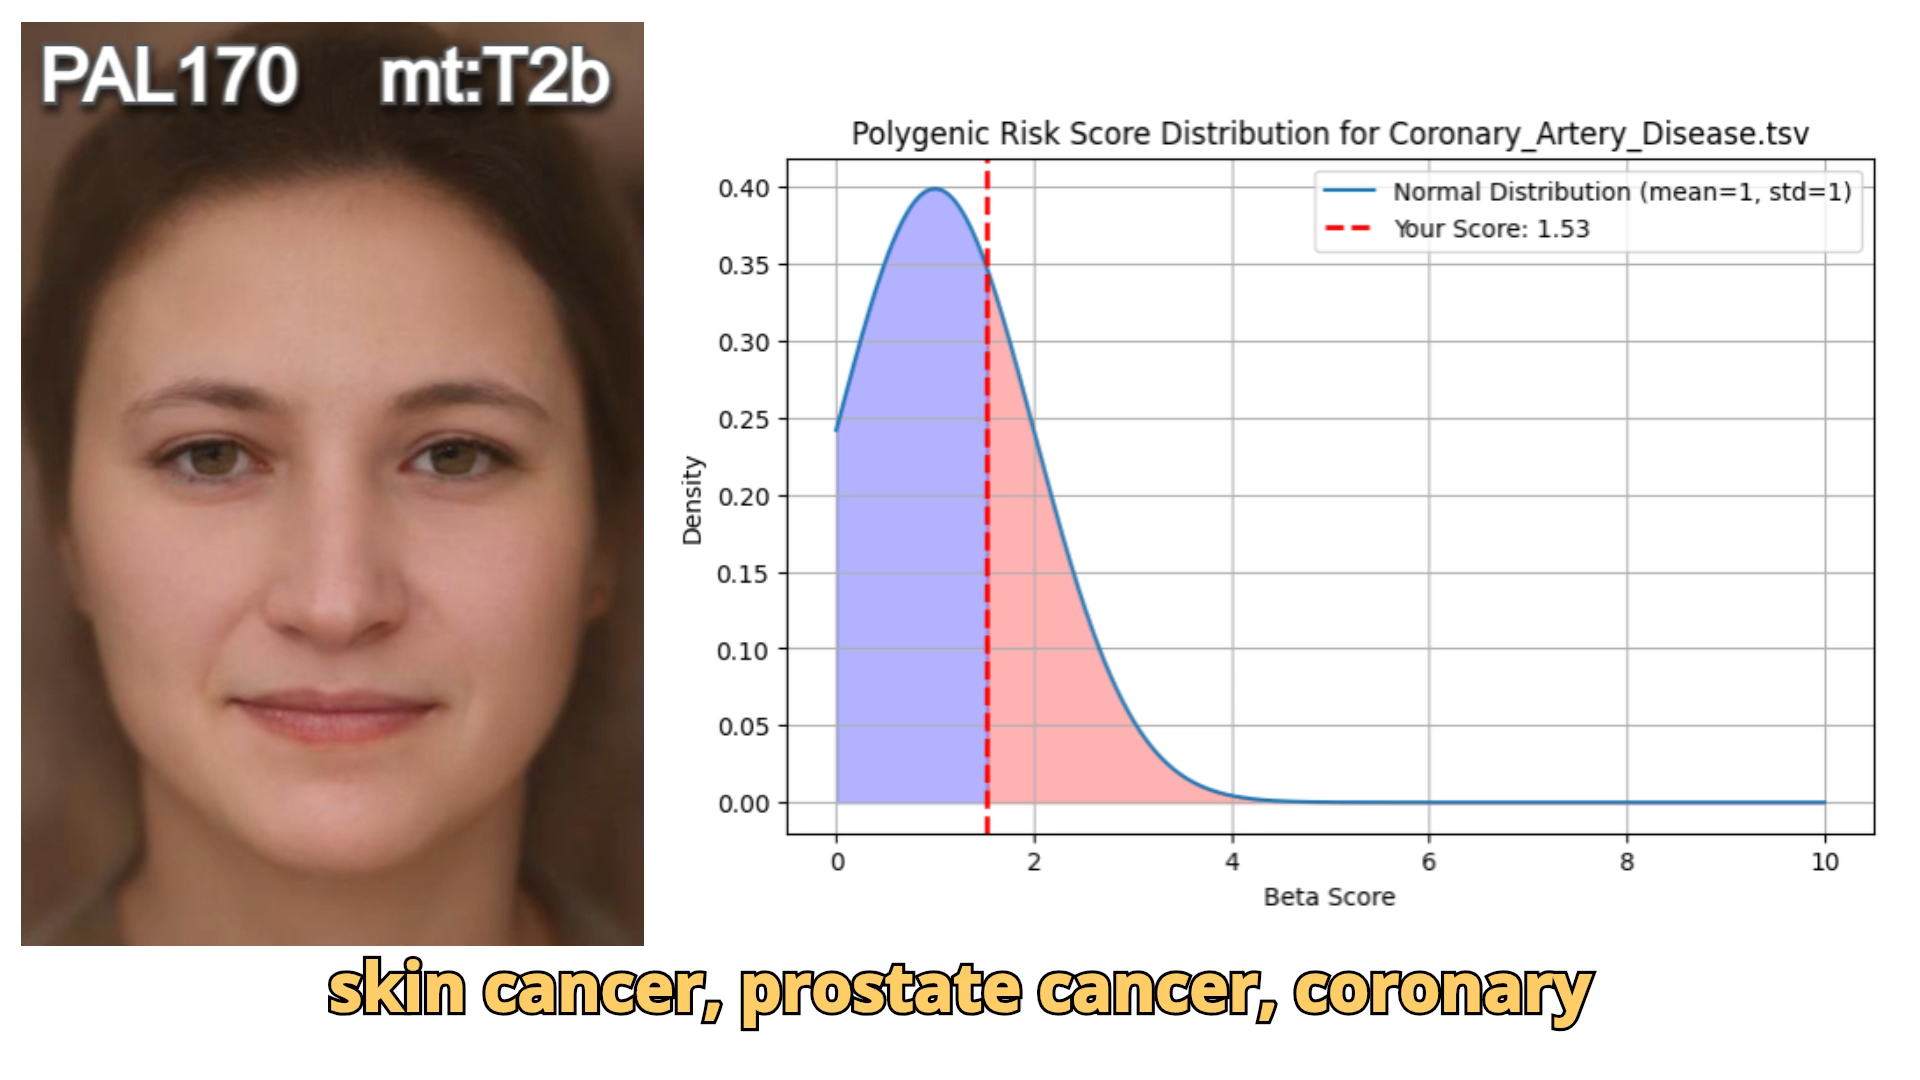 PAL170 mt:T2b
Polygenic Risk Score Distribution for Coronary_Artery_Disease.tsv
Normal Distribution (mean=1, std=1)
Your Score: 1.53
0.40
0.35
0.30
0.25
0.20
0.15
0.10
0.05
0.00
Density
0 2 4 6 8 10
Beta Score
skin cancer, prostate cancer, coronary